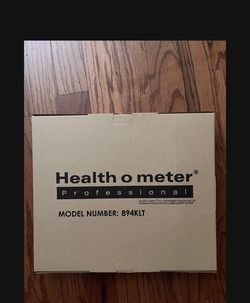 Health o meter®
Professional
MODEL NUMBER: 894KLT